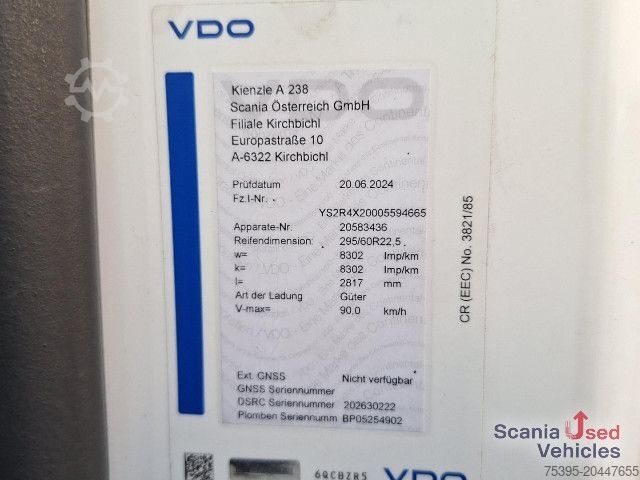 VDO
Kienzle A 238
Scania Österreich GmbH
Filiale Kirchbichl
Europastraße 10
A-6322 Kirchbichl
Prüfdatum 20.06.2024
Fz.I-Nr.
YS2R4X20005594665
Apparate-Nr. 20583436
Reifendimension: 295/60R22,5
w= 8302 Imp/km
k= 8302 Imp/km
l= 2817 mm
Art der Ladung Güter
V-max= 90,0 km/h
Ext. GNSS Nicht verfügbar
GNSS Seriennummer
DSRC Seriennummer 202630222
Plomben Seriennumm BP05254902
CR (EEC) No. 3821/85
6QCBZR5
VDO
Scania Used
Vehicles
75395-20447655